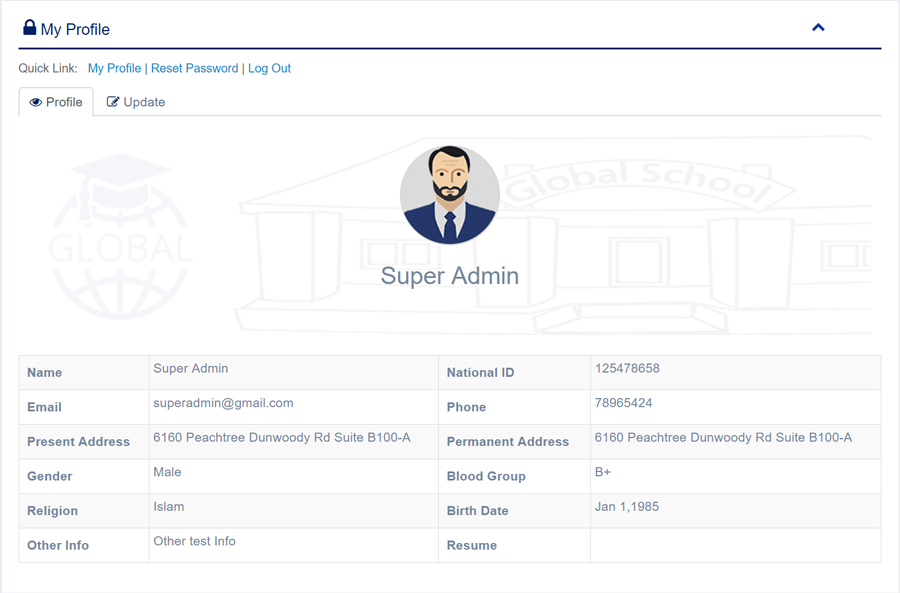 My Profile
Quick Link: My Profile | Reset Password | Log Out
Profile Update
GLOBAL
Global School
Super Admin
Name Super Admin National ID 125478658
Email superadmin@gmail.com Phone 78965424
Present Address 6160 Peachtree Dunwoody Rd Suite B100-A Permanent Address 6160 Peachtree Dunwoody Rd Suite B100-A
Gender Male Blood Group B+
Religion Islam Birth Date Jan 1,1985
Other Info Other test Info Resume